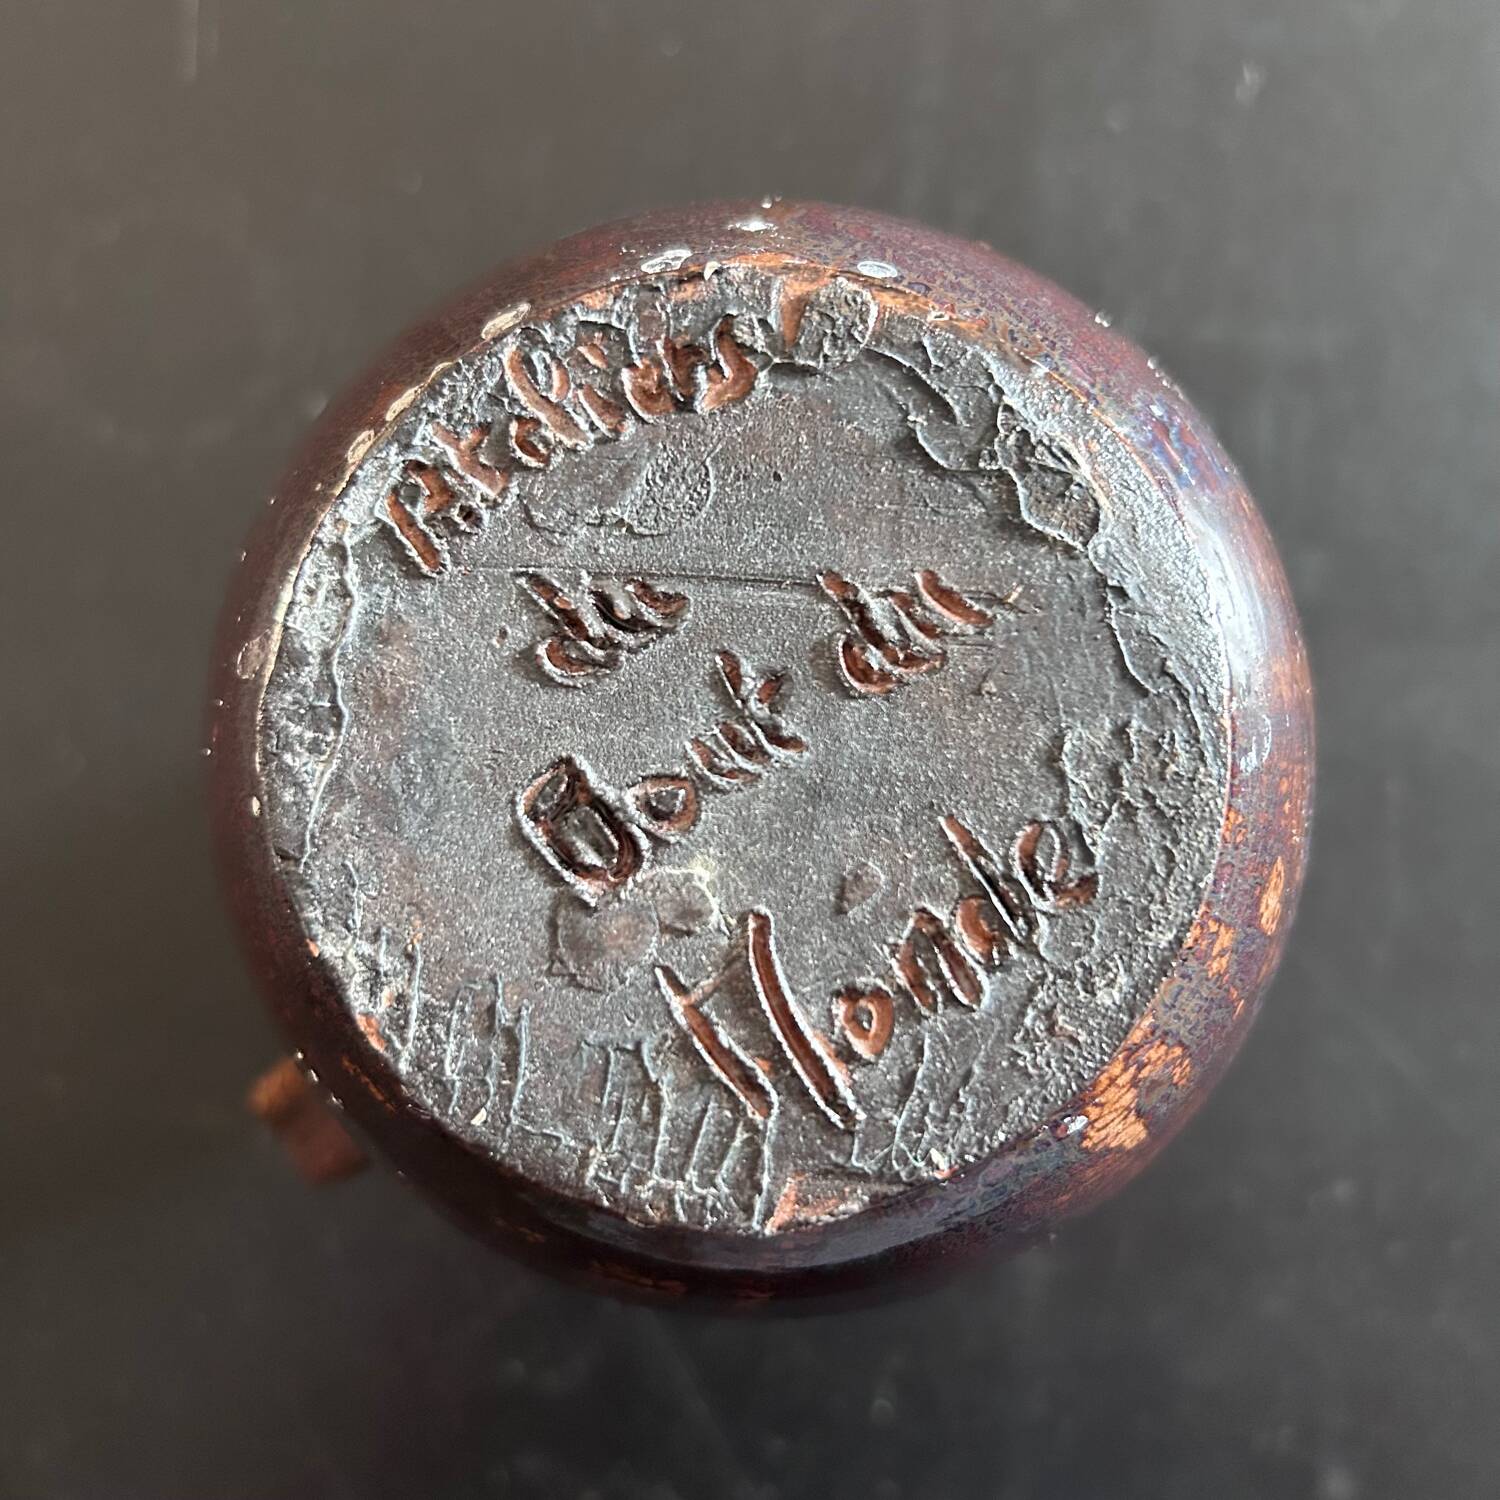 Ateliers
du
Bout du
Monde